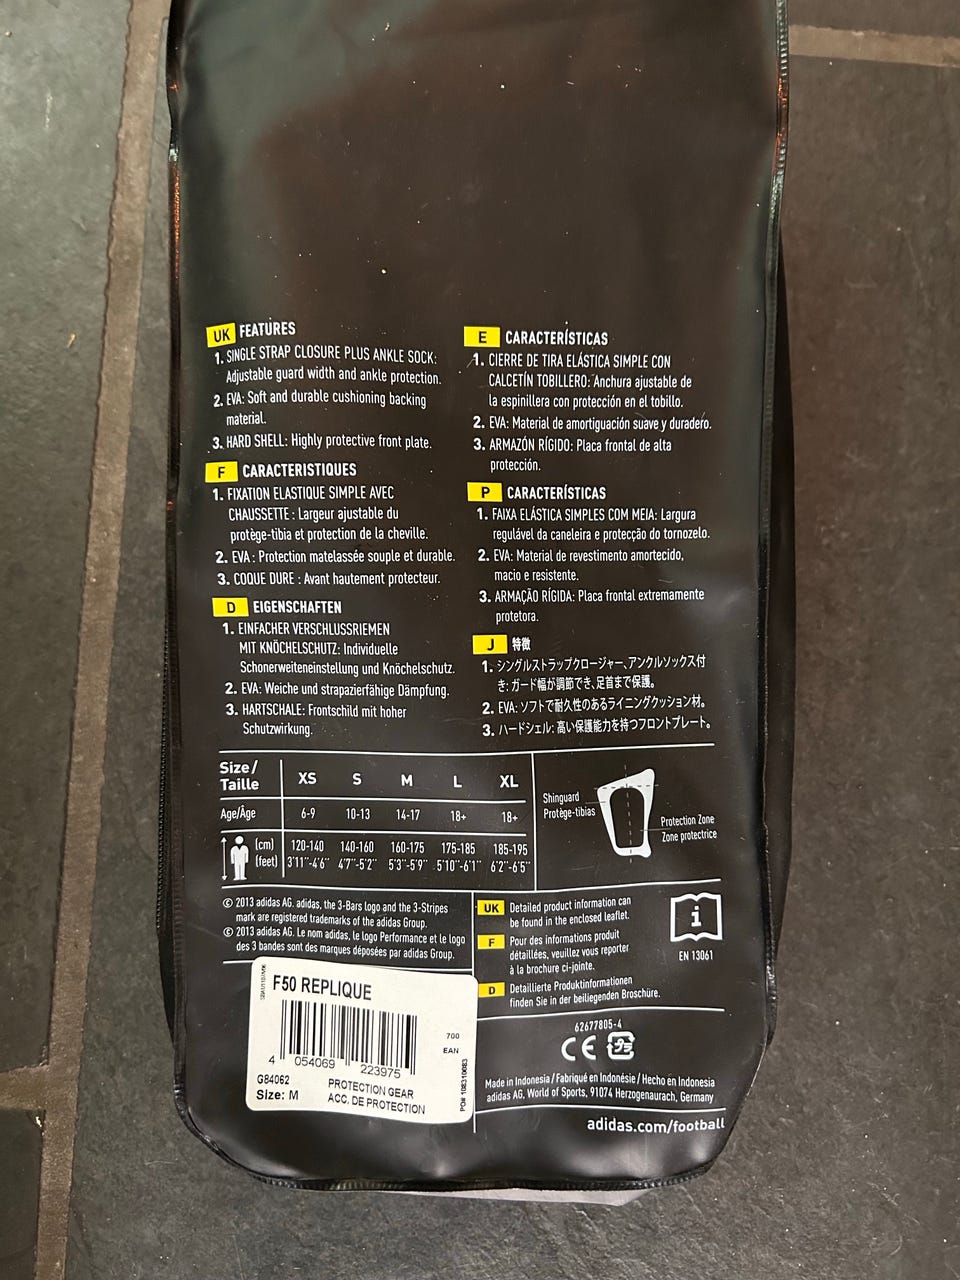 UK FEATURES
1. SINGLE STRAP CLOSURE PLUS ANKLE SOCK:
Adjustable guard width and ankle protection.
2. EVA: Soft and durable cushioning backing
material.
3. HARD SHELL: Highly protective front plate.
F CARACTERISTIQUES
1. FIXATION ELASTIQUE SIMPLE AVEC
CHAUSSETTE : Largeur ajustable du
protège-tibia et protection de la cheville.
2. EVA : Protection matelassée souple et durable.
3. COQUE DURE : Avant hautement protecteur.
D EIGENSCHAFTEN
1. EINFACHER VERSCHLUSSRIEMEN
MIT KNÖCHELSCHUTZ: Individuelle
Schonerweiteneinstellung und Knöchelschutz.
2. EVA: Weiche und strapazierfähige Dämpfung.
3. HARTSCHALE: Frontschild mit hoher
Schutzwirkung.
E CARACTERÍSTICAS
1. CIERRE DE TIRA ELÁSTICA SIMPLE CON
CALCETÍN TOBILLERO: Anchura ajustable de
la espinillera con protección en el tobillo.
2. EVA: Material de amortiguación suave y duradero.
3. ARMAZÓN RÍGIDO: Placa frontal de alta
protección.
P CARACTERÍSTICAS
1. FAIXA ELÁSTICA SIMPLES COM MEIA: Largura
regulável da caneleira e protecção do tornozelo.
2. EVA: Material de revestimento amortecido,
macio e resistente.
3. ARMAÇÃO RÍGIDA: Placa frontal extremamente
protetora.
J 特徴
1. シングルストラップクロージャー、アンクルソックス付
き: ガード幅が調節でき、足首まで保護。
2. EVA: ソフトで耐久性のあるライニングクッション材。
3. ハードシェル: 高い保護能力を持つフロントプレート。
Size/ Taille XS S M L XL
Age/Âge 6-9 10-13 14-17 18+ 18+
(cm) 120-140 140-160 160-175 175-185 185-195
(feet) 3'11"-4'6" 4'7"-5'2" 5'3"-5'9" 5'10"-6'1" 6'2"-6'5"
Shinguard
Protège-tibias
Protection Zone
Zone protectrice
© 2013 adidas AG. adidas, the 3-Bars logo and the 3-Stripes
mark are registered trademarks of the adidas Group.
© 2013 adidas AG. Le nom adidas, le logo Performance et le logo
des 3 bandes sont des marques déposées par adidas Group.
UK Detailed product information can
be found in the enclosed leaflet.
F Pour des informations produit
détaillées, veuillez vous reporter
à la brochure ci-jointe.
D Detaillierte Produktinformationen
finden Sie in der beiliegenden Broschüre.
i
EN 13061
F50 REPLIQUE
700
EAN
4 054069 223975
G84062
Size: M
PROTECTION GEAR
ACC. DE PROTECTION
PO# 108310083
62677805-4
CE
Made in Indonesia / Fabriqué en Indonésie / Hecho en Indonesia
adidas AG, World of Sports, 91074 Herzogenaurach, Germany
adidas.com/football